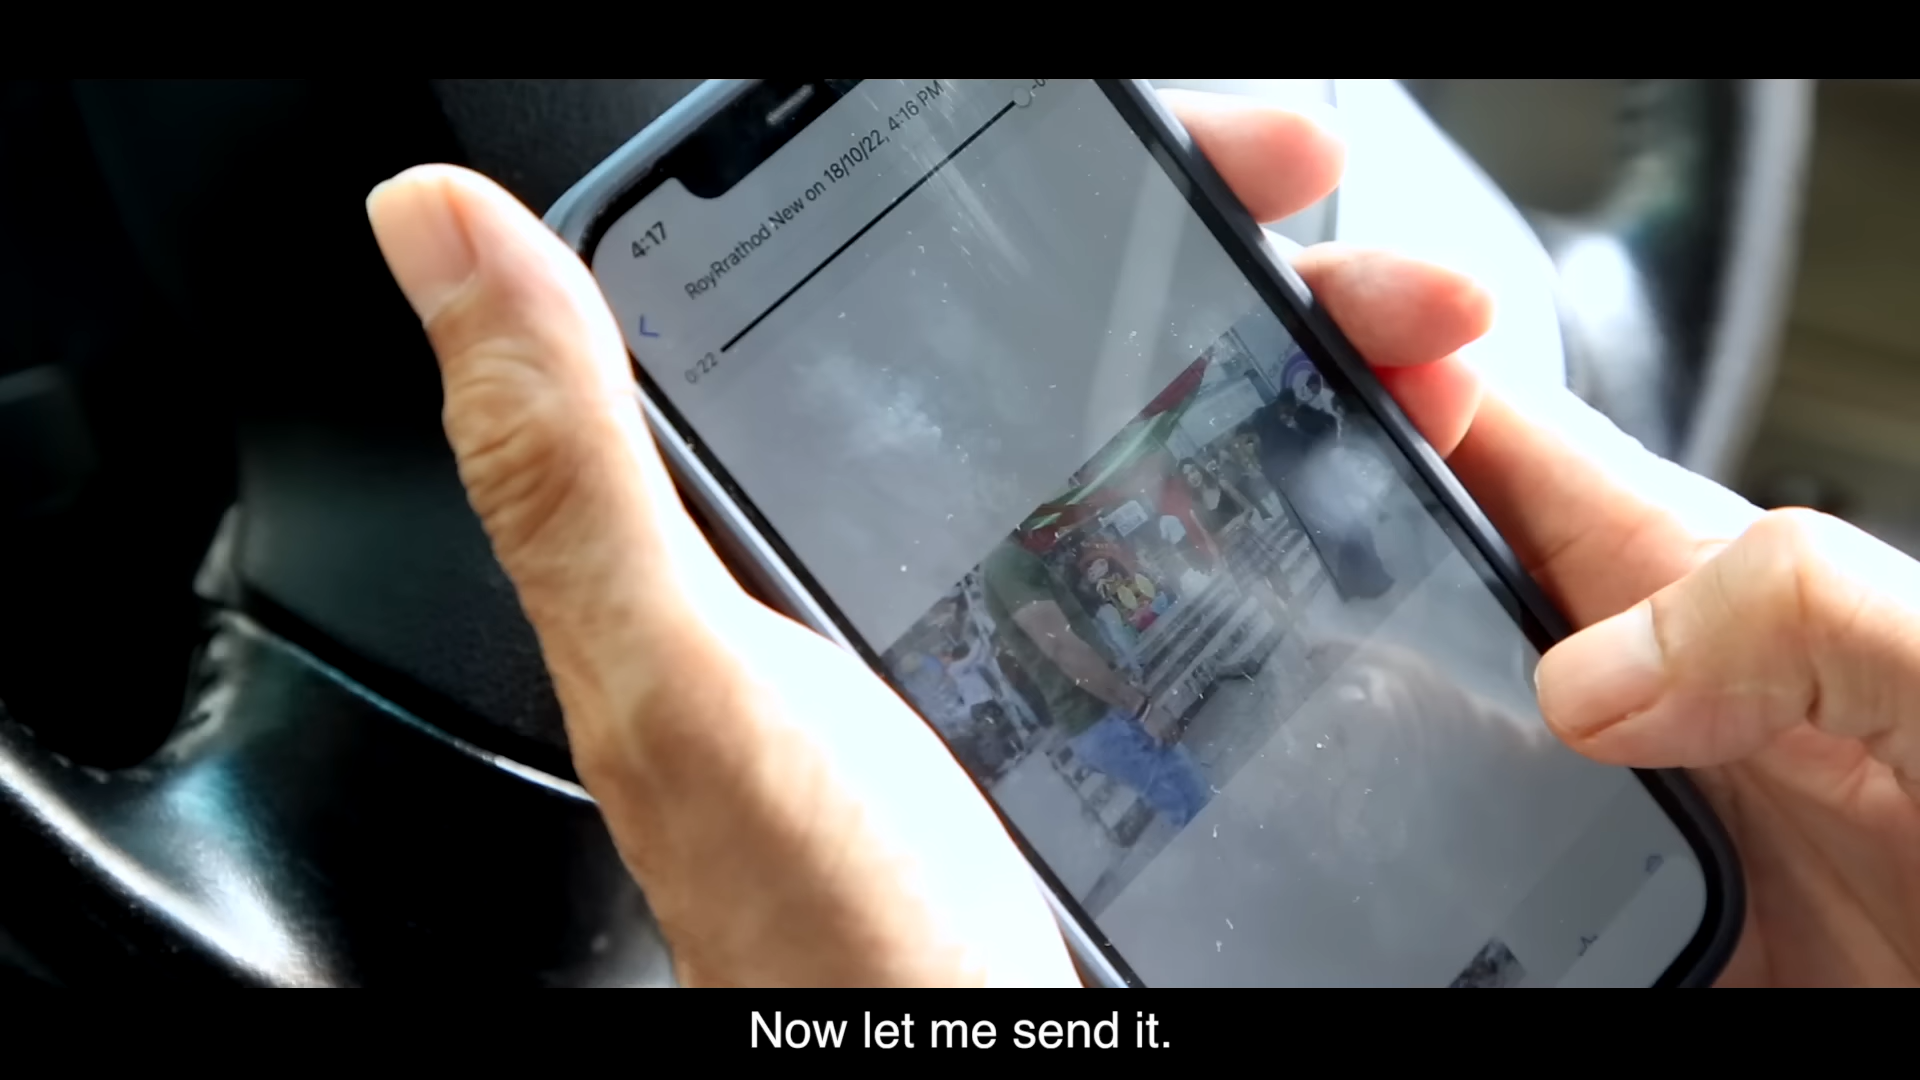 4:17
RoyRrathod New on 18/10/22, 4:16 PM
0:22
Now let me send it.